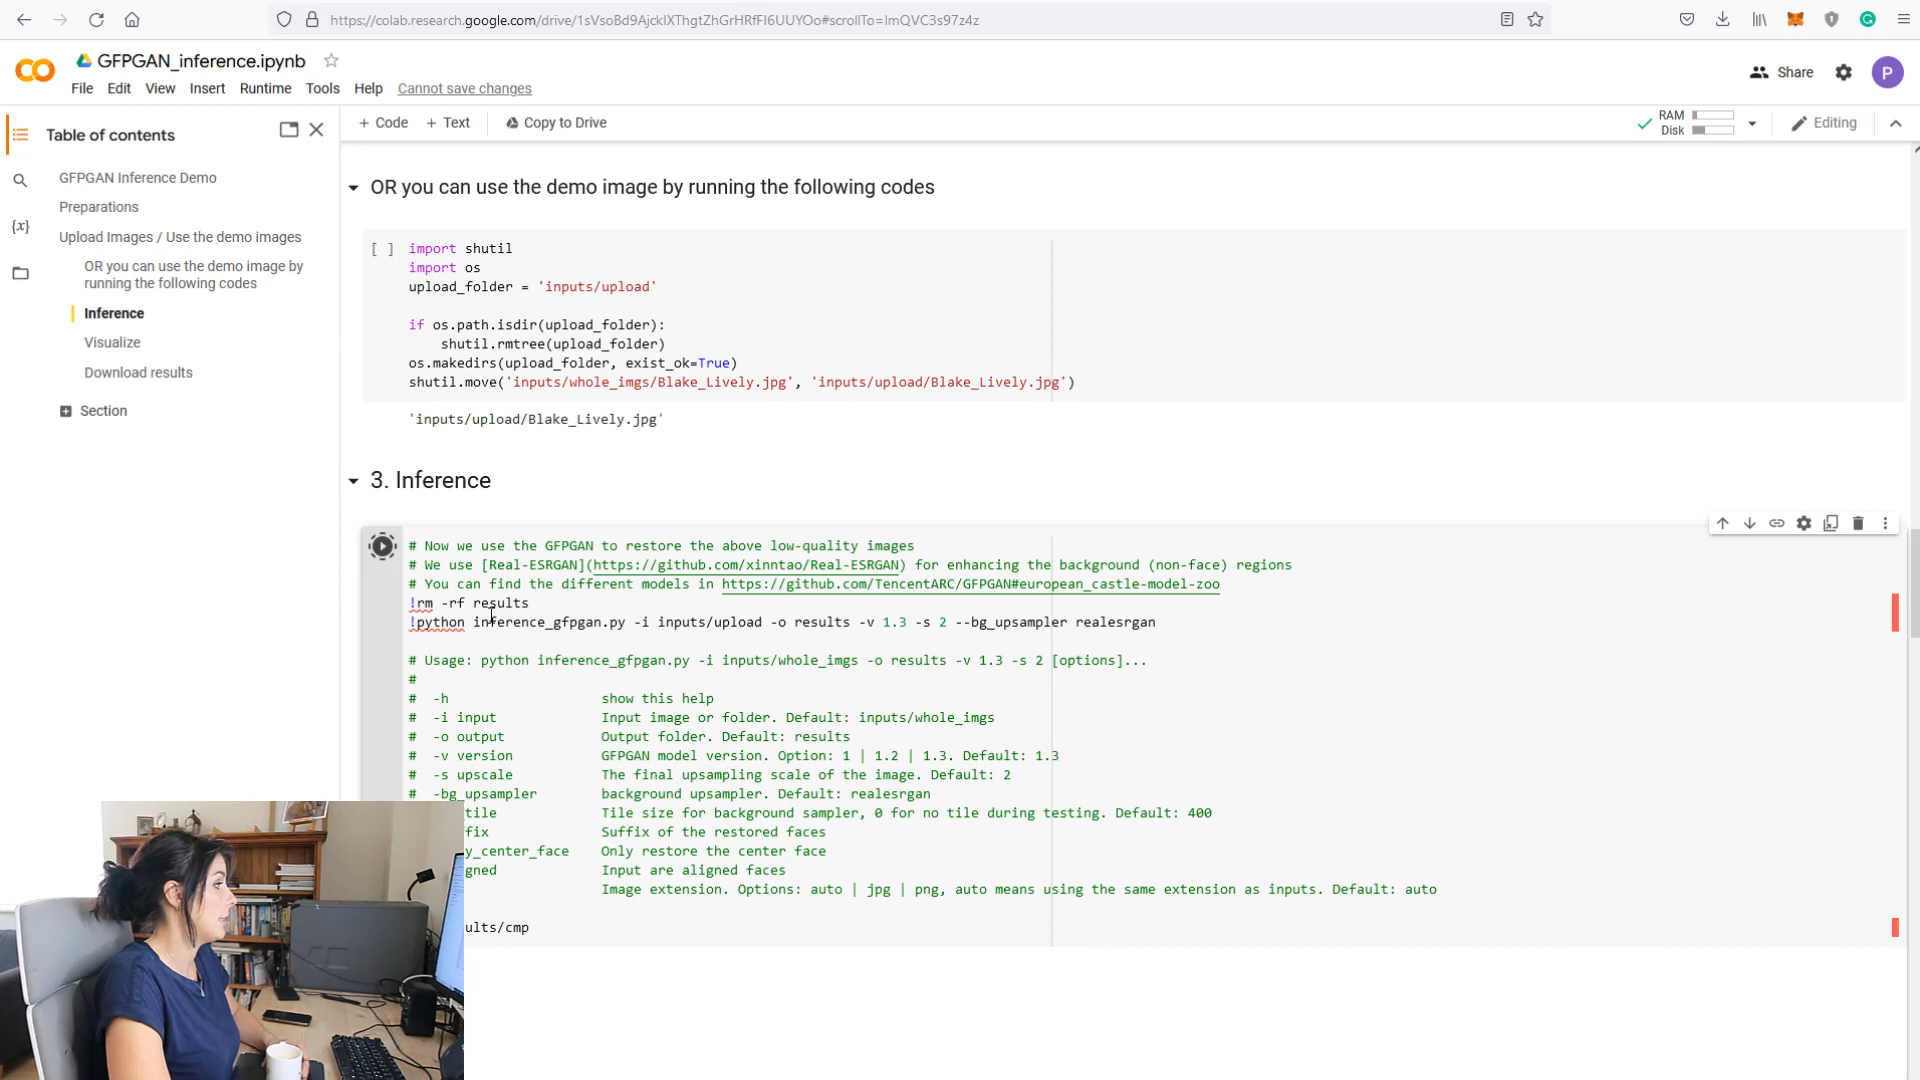 https://colab.research.google.com/drive/1sVsoBd9AjckIXThgtZhGrHRfFI6UUYOo#scrollTo=lmQVC3s97z4z
GFPGAN_inference.ipynb
File Edit View Insert Runtime Tools Help Cannot save changes
Share
P
Table of contents
+ Code + Text Copy to Drive
RAM
Disk
Editing
GFPGAN Inference Demo
Preparations
Upload Images / Use the demo images
OR you can use the demo image by
running the following codes
Inference
Visualize
Download results
Section
{x}
OR you can use the demo image by running the following codes
[ ] import shutil
import os
upload_folder = 'inputs/upload'
if os.path.isdir(upload_folder):
shutil.rmtree(upload_folder)
os.makedirs(upload_folder, exist_ok=True)
shutil.move('inputs/whole_imgs/Blake_Lively.jpg', 'inputs/upload/Blake_Lively.jpg')
'inputs/upload/Blake_Lively.jpg'
3. Inference
# Now we use the GFPGAN to restore the above low-quality images
# We use [Real-ESRGAN](https://github.com/xinntao/Real-ESRGAN) for enhancing the background (non-face) regions
# You can find the different models in https://github.com/TencentARC/GFPGAN#european_castle-model-zoo
!rm -rf results
!python inference_gfpgan.py -i inputs/upload -o results -v 1.3 -s 2 --bg_upsampler realesrgan
# Usage: python inference_gfpgan.py -i inputs/whole_imgs -o results -v 1.3 -s 2 [options]...
#
# -h show this help
# -i input Input image or folder. Default: inputs/whole_imgs
# -o output Output folder. Default: results
# -v version GFPGAN model version. Option: 1 | 1.2 | 1.3. Default: 1.3
# -s upscale The final upsampling scale of the image. Default: 2
# -bg_upsampler background upsampler. Default: realesrgan
tile Tile size for background sampler, 0 for no tile during testing. Default: 400
fix Suffix of the restored faces
y_center_face Only restore the center face
gned Input are aligned faces
Image extension. Options: auto | jpg | png, auto means using the same extension as inputs. Default: auto
ults/cmp